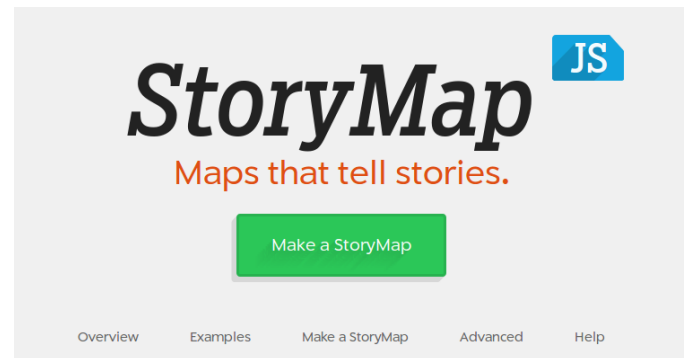 StoryMap JS
Maps that tell stories.
Make a StoryMap
Overview Examples Make a StoryMap Advanced Help